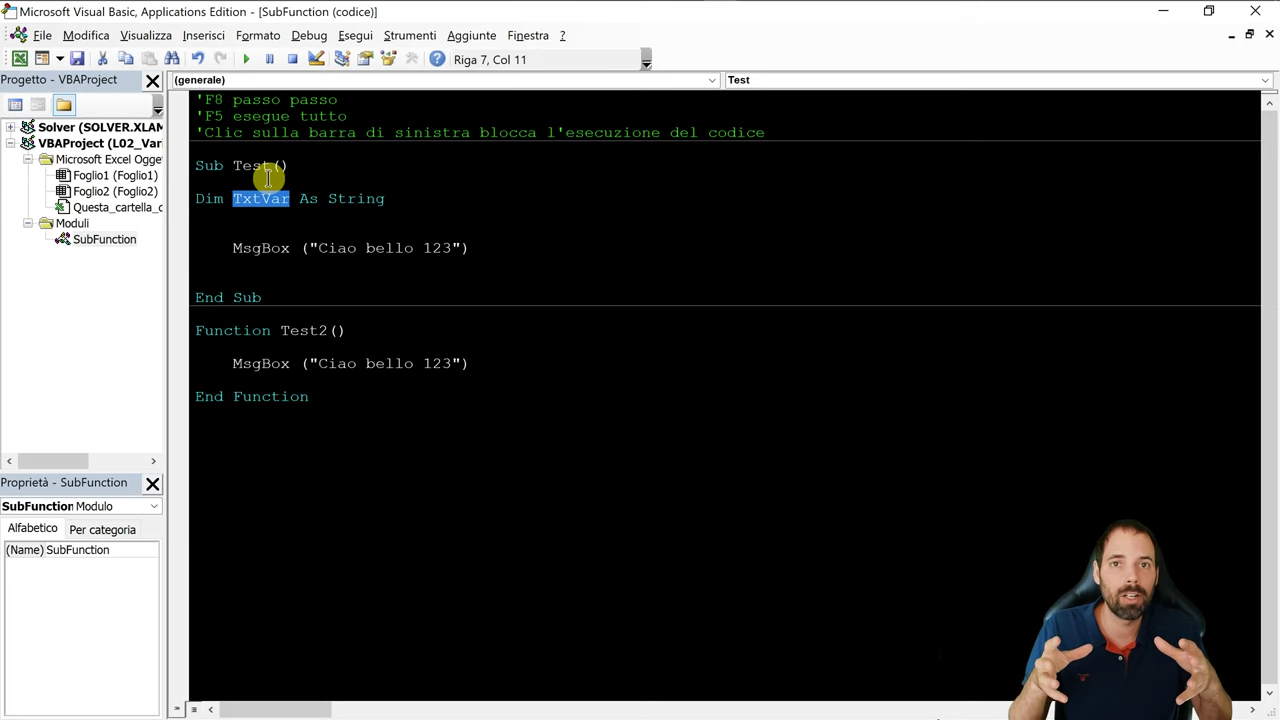 Microsoft Visual Basic, Applications Edition - [SubFunction (codice)]
File Modifica Visualizza Inserisci Formato Debug Esegui Strumenti Aggiunte Finestra ?
Riga 7, Col 11
Progetto - VBAProject
(generale) Test
Solver (SOLVER.XLAM
VBAProject (L02_Var
Microsoft Excel Ogge
Foglio1 (Foglio1)
Foglio2 (Foglio2)
Questa_cartella_c
Moduli
SubFunction
'F8 passo passo
'F5 esegue tutto
'Clic sulla barra di sinistra blocca l'esecuzione del codice
Sub Test()
Dim TxtVar As String
MsgBox ("Ciao bello 123")
End Sub
Function Test2()
MsgBox ("Ciao bello 123")
End Function
Proprietà - SubFunction
SubFunction Modulo
Alfabetico Per categoria
(Name) SubFunction